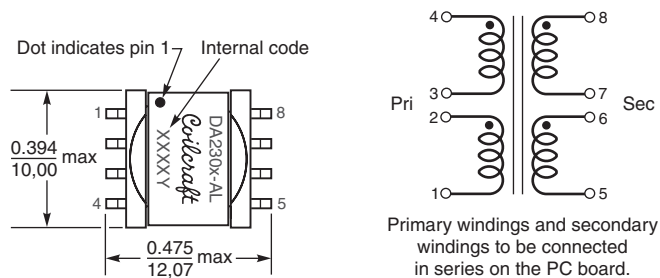 Dot indicates pin 1
Internal code
1
8
DA230x-AL
Coilcraft
XXXXY
0.394
10,00
max
4
5
0.475
12,07
max
4
8
3
7
Pri
Sec
2
6
1
5
Primary windings and secondary
windings to be connected
in series on the PC board.